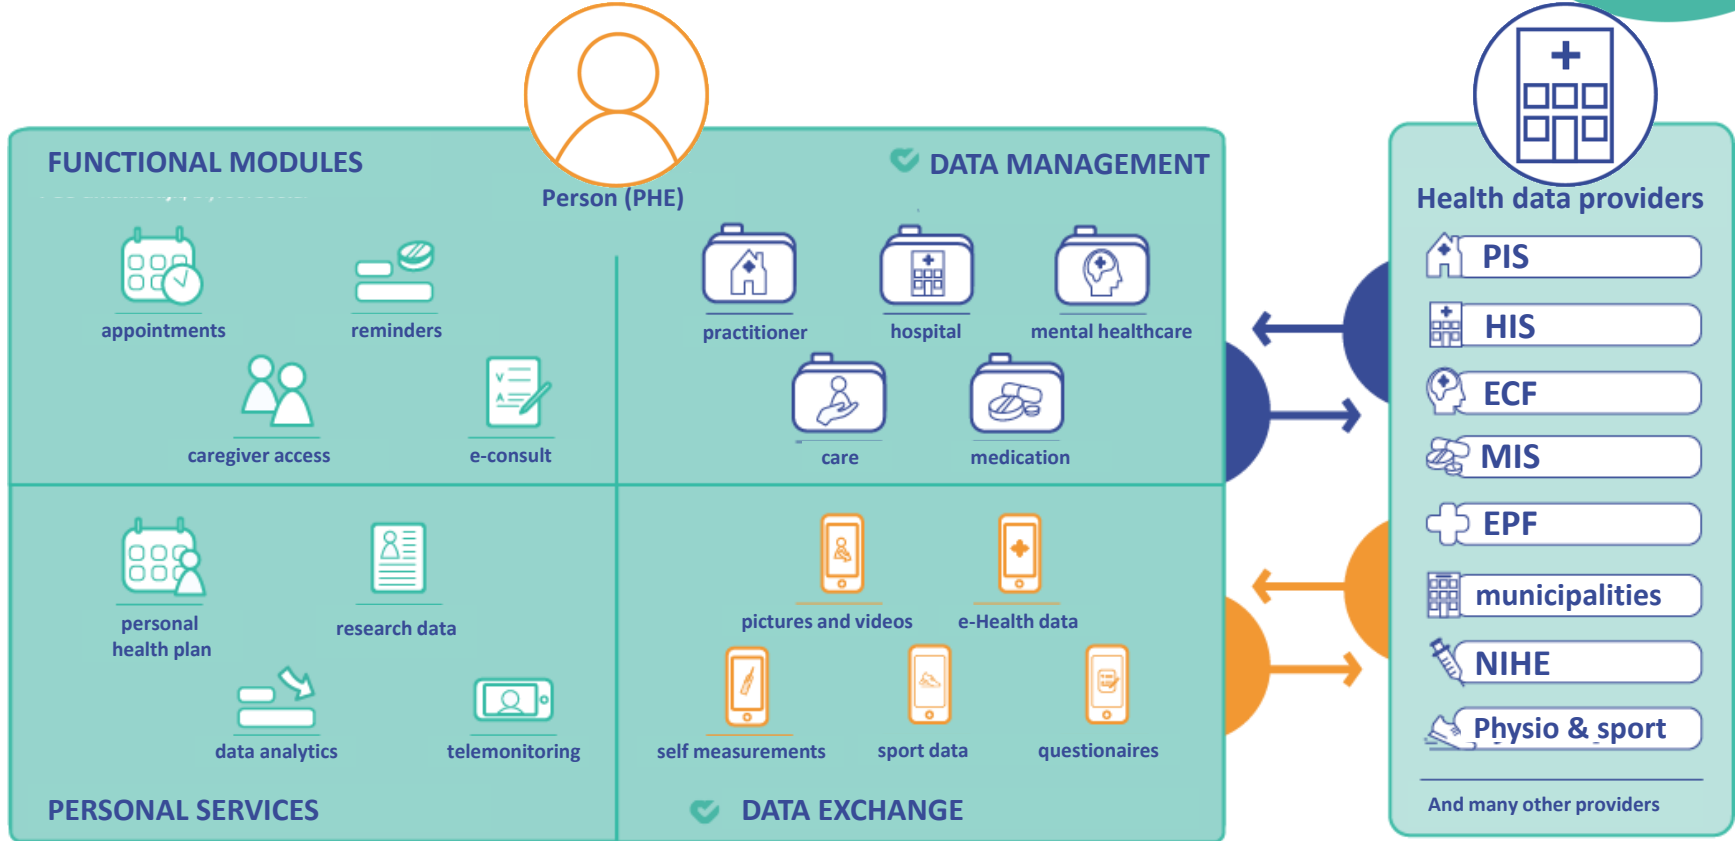 FUNCTIONAL MODULES
DATA MANAGEMENT
Person (PHE)
appointments
reminders
caregiver access
e-consult
practitioner
hospital
mental healthcare
care
medication
personal
health plan
research data
data analytics
telemonitoring
PERSONAL SERVICES
pictures and videos
e-Health data
self measurements
sport data
questionaires
DATA EXCHANGE
Health data providers
PIS
HIS
ECF
MIS
EPF
municipalities
NIHE
Physio & sport
And many other providers